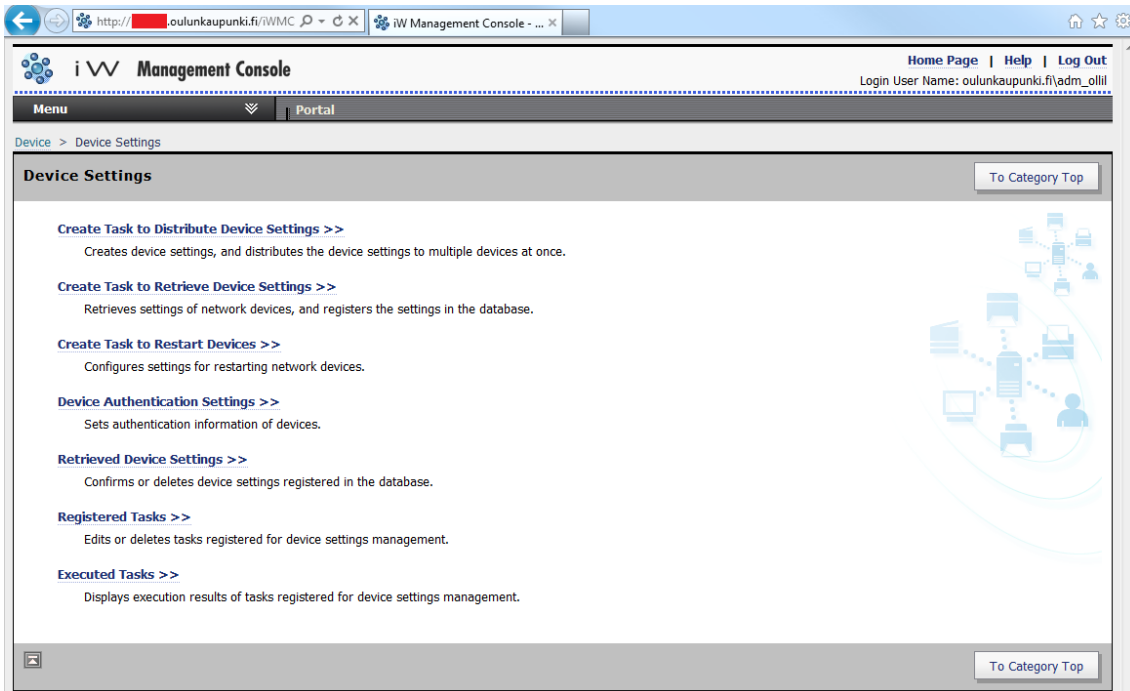 http:// .oulunkaupunki.fi/iWMC iW Management Console - ...
iW Management Console
Home Page | Help | Log Out
Login User Name: oulunkaupunki.fi\adm_ollil
Menu Portal
Device > Device Settings
Device Settings To Category Top
Create Task to Distribute Device Settings >>
Creates device settings, and distributes the device settings to multiple devices at once.
Create Task to Retrieve Device Settings >>
Retrieves settings of network devices, and registers the settings in the database.
Create Task to Restart Devices >>
Configures settings for restarting network devices.
Device Authentication Settings >>
Sets authentication information of devices.
Retrieved Device Settings >>
Confirms or deletes device settings registered in the database.
Registered Tasks >>
Edits or deletes tasks registered for device settings management.
Executed Tasks >>
Displays execution results of tasks registered for device settings management.
To Category Top